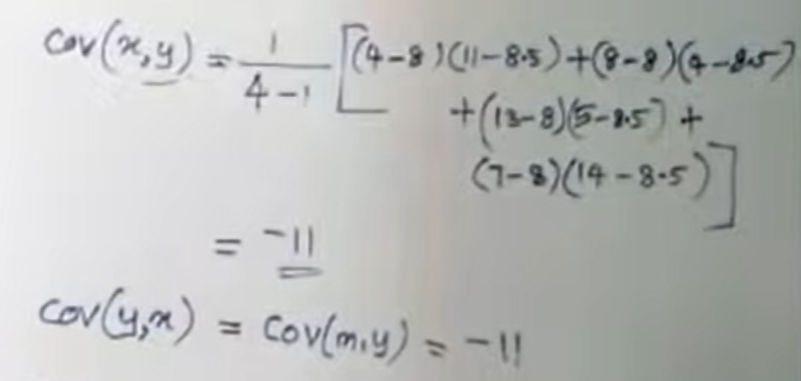 cov(x,y) = 1/(4-1) [(4-8)(11-8.5)+(8-8)(4-8.5)
+(13-8)(5-8.5)+
(7-8)(14-8.5)]
= -11
cov(y,x) = cov(x,y) = -11